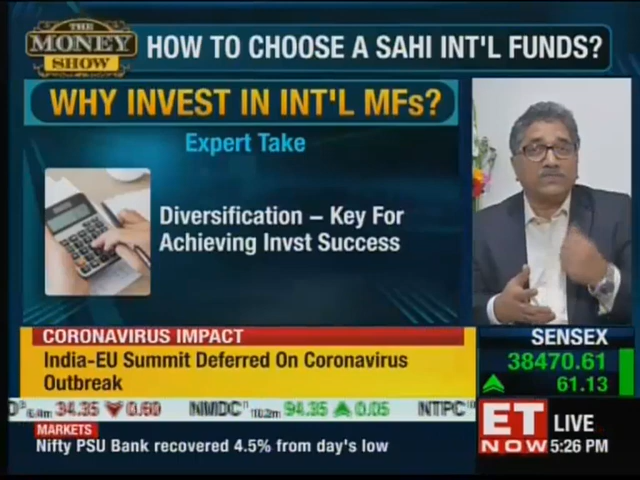 THE
MONEY
SHOW
HOW TO CHOOSE A SAHI INT'L FUNDS?
WHY INVEST IN INT'L MFs?
Expert Take
Diversification – Key For
Achieving Invst Success
CORONAVIRUS IMPACT
India-EU Summit Deferred On Coronavirus
Outbreak
SENSEX
38470.61
61.13
34.35 0.60 NMDC 110.2m 94.35 0.05 NTPC
MARKETS
Nifty PSU Bank recovered 4.5% from day's low
ET
NOW
LIVE
5:26 PM